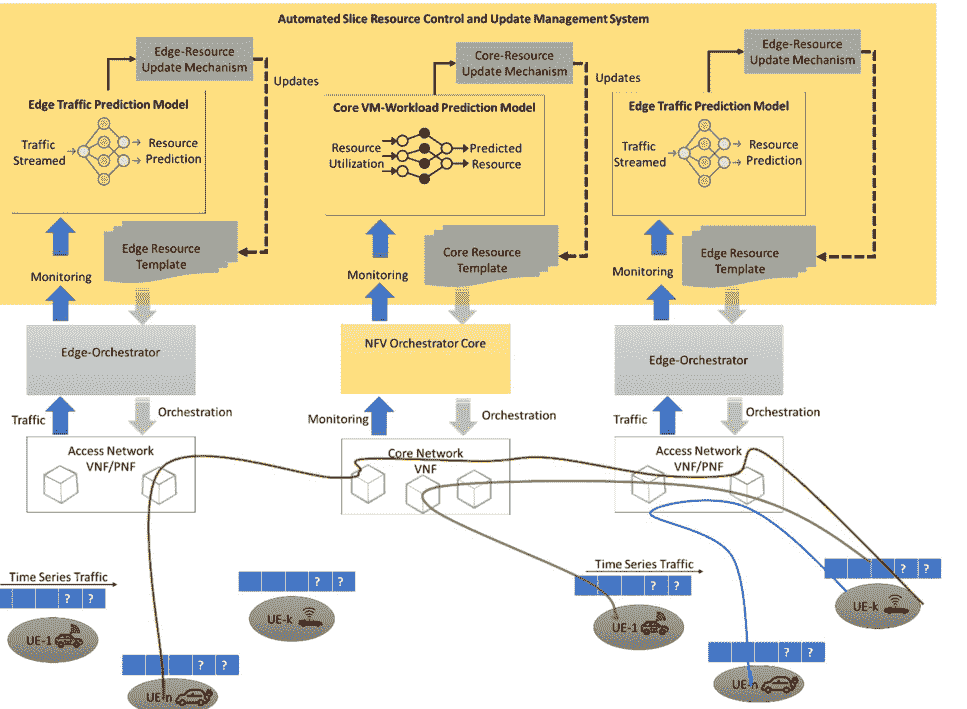 Automated Slice Resource Control and Update Management System
Edge-Resource
Update Mechanism
Updates
Edge Traffic Prediction Model
Traffic
Streamed
Resource
Prediction
Edge Resource
Template
Monitoring
Core-Resource
Update Mechanism
Updates
Core VM-Workload Prediction Model
Resource
Utilization
Predicted
Resource
Core Resource
Template
Monitoring
Edge-Resource
Update Mechanism
Edge Traffic Prediction Model
Traffic
Streamed
Resource
Prediction
Edge Resource
Template
Monitoring
Edge-Orchestrator
NFV Orchestrator Core
Edge-Orchestrator
Traffic
Orchestration
Monitoring
Orchestration
Traffic
Orchestration
Access Network
VNF/PNF
Core Network
VNF
Access Network
VNF/PNF
Time Series Traffic
? ?
UE-1
? ?
UE-k
? ?
UE-n
Time Series Traffic
? ?
UE-1
? ?
UE-k
? ?
UE-n